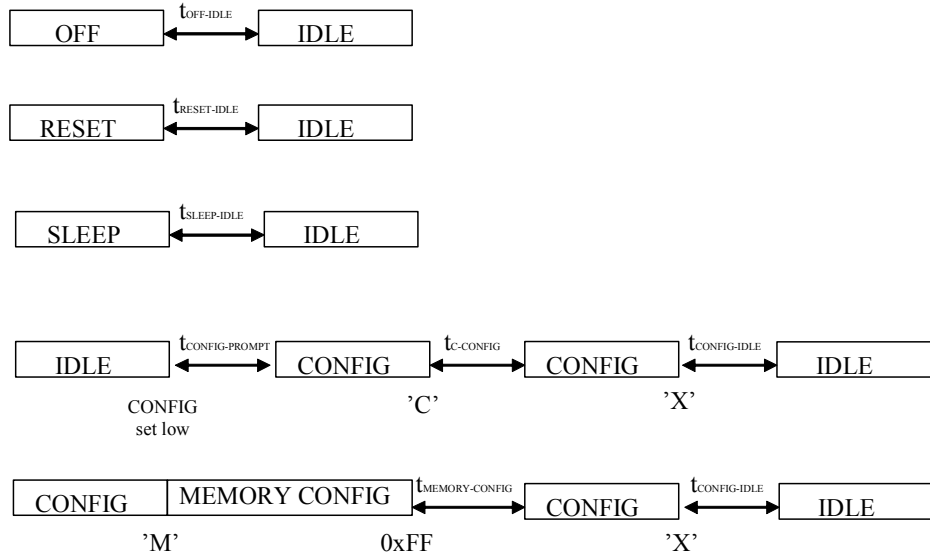 tOFF-IDLE
OFF IDLE
tRESET-IDLE
RESET IDLE
tSLEEP-IDLE
SLEEP IDLE
tCONFIG-PROMPT tC-CONFIG tCONFIG-IDLE
IDLE CONFIG CONFIG IDLE
CONFIG 'C' 'X'
set low
tMEMORY-CONFIG tCONFIG-IDLE
CONFIG MEMORY CONFIG CONFIG IDLE
’M’ 0xFF ’X’